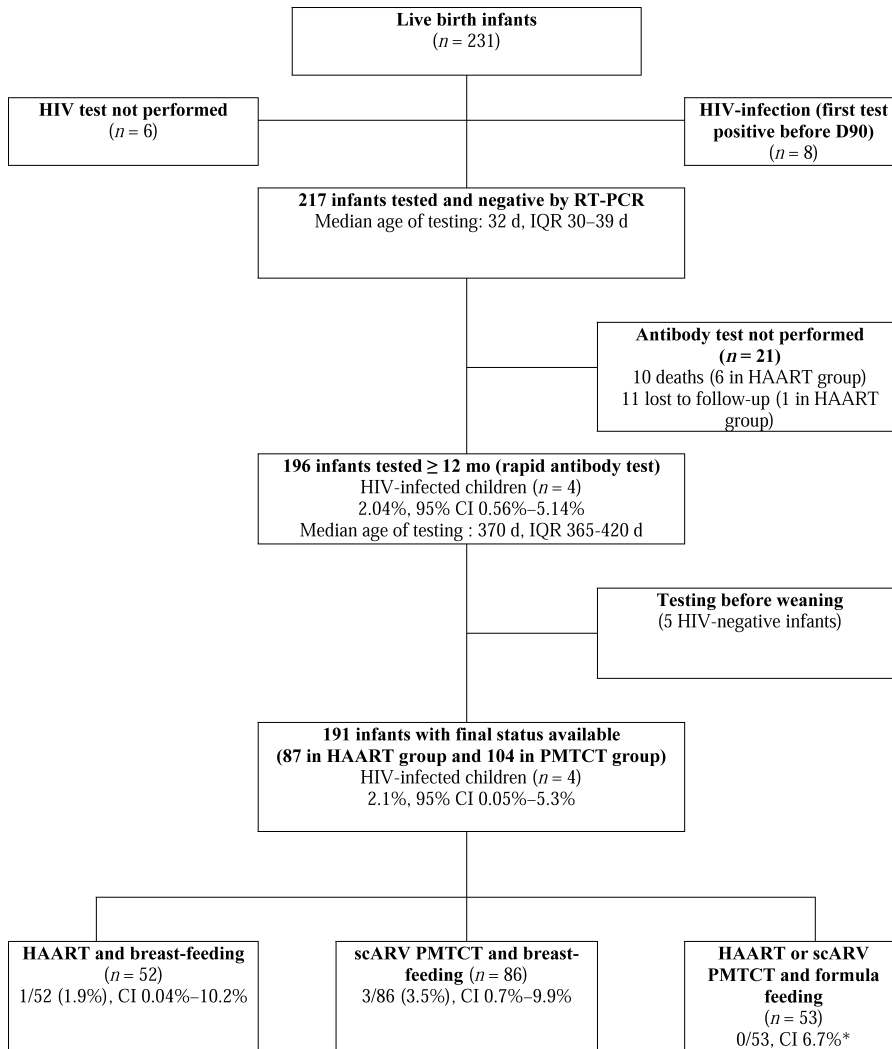 Live birth infants
(n = 231)
HIV test not performed
(n = 6)
HIV-infection (first test
positive before D90)
(n = 8)
217 infants tested and negative by RT-PCR
Median age of testing: 32 d, IQR 30–39 d
Antibody test not performed
(n = 21)
10 deaths (6 in HAART group)
11 lost to follow-up (1 in HAART
group)
196 infants tested ≥ 12 mo (rapid antibody test)
HIV-infected children (n = 4)
2.04%, 95% CI 0.56%–5.14%
Median age of testing : 370 d, IQR 365-420 d
Testing before weaning
(5 HIV-negative infants)
191 infants with final status available
(87 in HAART group and 104 in PMTCT group)
HIV-infected children (n = 4)
2.1%, 95% CI 0.05%–5.3%
HAART and breast-feeding
(n = 52)
1/52 (1.9%), CI 0.04%–10.2%
scARV PMTCT and breast-
feeding (n = 86)
3/86 (3.5%), CI 0.7%–9.9%
HAART or scARV
PMTCT and formula
feeding
(n = 53)
0/53, CI 6.7%*